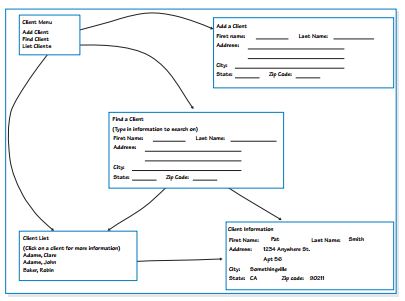 Client Menu
Add Client
Find Client
List Clients
Add a Client
First name: Last Name:
Address:
City:
State: Zip Code:
Find a Client
(Type in information to search on)
First Name: Last Name:
Address:
City:
State: Zip Code:
Client List
(Click on a client for more information)
Adams, Clare
Adams, John
Baker, Robin
Client Information
First Name: Pat Last Name: Smith
Address: 1234 Anywhere St.
Apt 56
City: Somethingville
State: CA Zip code: 90211